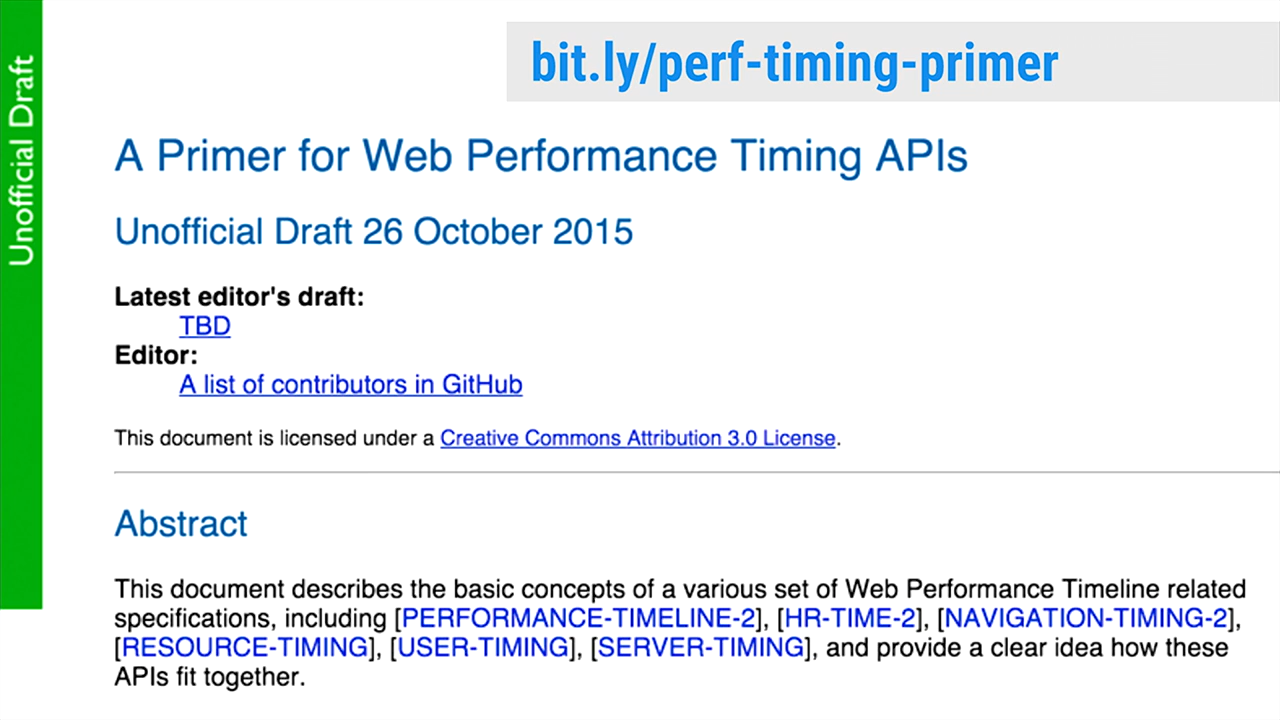 Unofficial Draft
bit.ly/perf-timing-primer
A Primer for Web Performance Timing APIs
Unofficial Draft 26 October 2015
Latest editor's draft:
TBD
Editor:
A list of contributors in GitHub
This document is licensed under a Creative Commons Attribution 3.0 License.
Abstract
This document describes the basic concepts of a various set of Web Performance Timeline related
specifications, including [PERFORMANCE-TIMELINE-2], [HR-TIME-2], [NAVIGATION-TIMING-2],
[RESOURCE-TIMING], [USER-TIMING], [SERVER-TIMING], and provide a clear idea how these
APIs fit together.